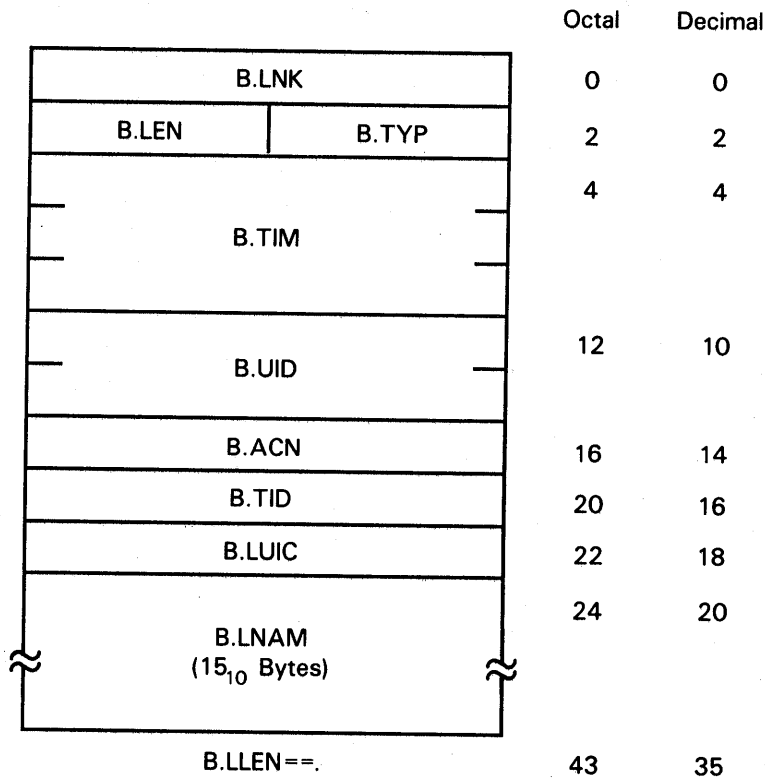 Octal Decimal
B.LNK 0 0
B.LEN B.TYP 2 2
4 4
B.TIM
B.UID 12 10
B.ACN 16 14
B.TID 20 16
B.LUIC 22 18
24 20
B.LNAM
(15₁₀ Bytes)
B.LLEN==. 43 35